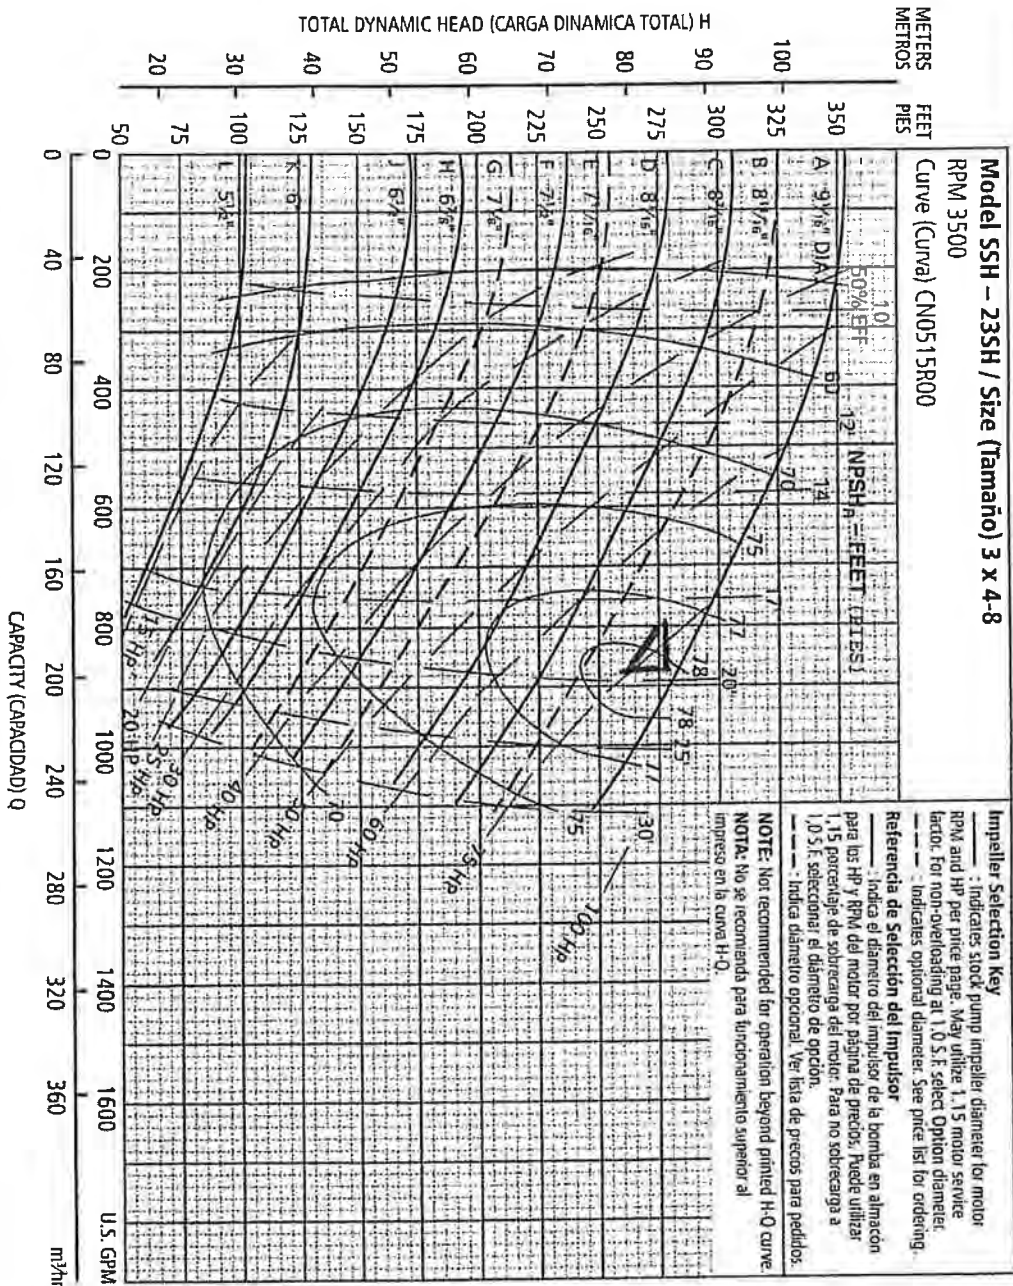 Model SSH – 23SH / Size (Tamaño) 3 x 4-8
RPM 3500
Curve (Curva) CN0515R00
Impeller Selection Key
——— : Indicates stock pump impeller diameter for motor
RPM and HP per price page. May utilize 1.15 motor service
factor. For non-overloading at 1.0 S.F. select Option diameter.
– – – : Indicates optional diameter. See price list for ordering.
Referencia de Selección del Impulsor
——— : Indica el diámetro del impulsor de la bomba en almacón
para los HP y RPM del motor por página de precios. Puede utilizar
1.15 porcentaje de sobrecarga del motor. Para no sobrecarga a
1,0 S.F. seleccionar el diámetro de opción.
– – – : Indica diámetro opcional. Ver lista de precios para pedidos.
NOTE: Not recommended for operation beyond printed H-Q curve.
NOTA: No se recomienda para funcionamiento superior al
impreso en la curva H-Q.
METERS
METROS
FEET
PIES
TOTAL DYNAMIC HEAD (CARGA DINAMICA TOTAL) H
100
90
80
70
60
50
40
30
20
350
325
300
275
250
225
200
175
150
125
100
75
50
A 9 1/16" DIA
B 8 11/16"
C 8 7/16"
D 8 1/16"
E 7 11/16"
F 7 1/2"
G 7 1/8"
H 6 7/8"
J 6 1/2"
K 6"
L 5 1/2"
10'
50% EFF
60
12'
NPSHR – FEET (PIES)
14'
70
75
17'
77
20'
78
78
25'
75
30'
70
100 HP
75 HP
60 HP
50 HP
40 HP
30 HP
25 HP
20 HP
15 HP
0 200 400 600 800 1000 1200 1400 1600 U.S. GPM
0 40 80 120 160 200 240 280 320 360 m³/hr
CAPACITY (CAPACIDAD) Q